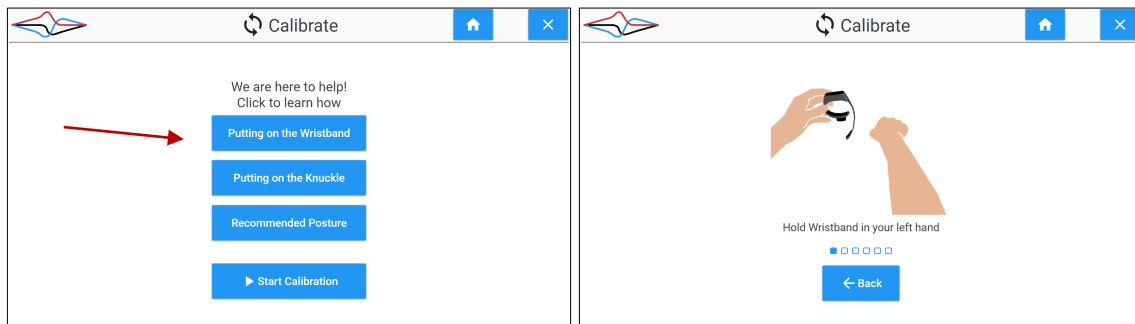 Calibrate
We are here to help!
Click to learn how
Putting on the Wristband
Putting on the Knuckle
Recommended Posture
Start Calibration
Calibrate
Hold Wristband in your left hand
Back